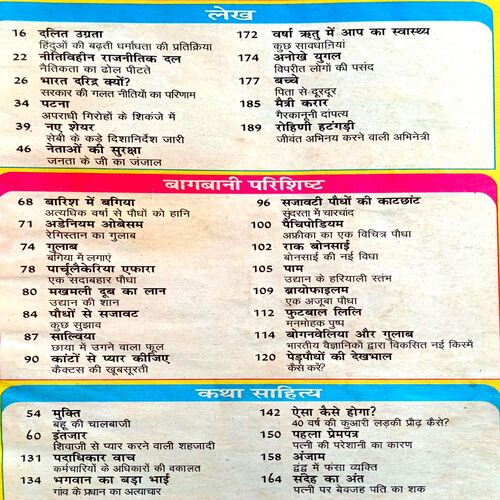 लेख
16 दलित उग्रता
हिंदुओं की बढ़ती धर्मांधता की प्रतिक्रिया
22 नीतिविहीन राजनीतिक दल
नैतिकता का ढोल पीटते
26 भारत दरिद्र क्यों?
सरकार की गलत नीतियों का परिणाम
34 पटना
अपराधी गिरोहों के शिकंजे में
39 नए शेयर
सेबी के कड़े दिशानिर्देश जारी
46 नेताओं की सुरक्षा
जनता के जी का जंजाल
172 वर्षा ऋतु में आप का स्वास्थ्य
कुछ सावधानियां
174 अनोखे युगल
विपरीत लोगों की पसंद
177 बच्चे
पिता से दूरदूर
185 मैत्री करार
गैरकानूनी दांपत्य
189 रोहिणी हटंगड़ी
जीवंत अभिनय करने वाली अभिनेत्री
बागबानी परिशिष्ट
68 बारिश में बगिया
अत्यधिक वर्षा से पौधों को हानि
71 अडेनियम ओबेसम
रेगिस्तान का गुलाब
74 गुलाब
बगिया में लगाएं
78 पार्चूलैकेरिया एफारा
एक सदाबहार पौधा
80 मखमली दूब का लान
उद्यान की शान
84 पौधों से सजावट
कुछ सुझाव
87 साल्विया
छाया में उगने वाला फूल
90 कांटों से प्यार कीजिए
कैक्टस की खूबसूरती
96 सजावटी पौधों की काटछांट
सुंदरता में चारचांद
100 पैचिपोडियम
अफ्रीका का एक विचित्र पौधा
102 राक बोनसाई
बोनसाई की नई विधा
105 पाम
उद्यान के हरियाली स्तंभ
109 ब्रायोफाइलम
एक अजूबा पौधा
112 फुटबाल लिलि
मनमोहक पुष्प
114 बोगनवेलिया और गुलाब
भारतीय वैज्ञानिकों द्वारा विकसित नई किस्में
120 पेड़पौधों की देखभाल
कैसे करें?
कथा साहित्य
54 मुक्ति
बहू की चालबाजी
60 इंतजार
शिवाजी से प्यार करने वाली शहजादी
131 पदाधिकार वाच
कर्मचारियों के अधिकारों की वकालत
134 भगवान का बड़ा भाई
गांव के प्रधान का अत्याचार
142 ऐसा कैसे होगा?
40 वर्ष की कुआरी लड़की प्रौढ़ कैसे?
150 पहला प्रेमपत्र
पत्नी की परेशानी का कारण
158 अंजाम
द्वंद्व में फंसा व्यक्ति
164 संदेह का अंत
पत्नी पर बेवजह पति का शक